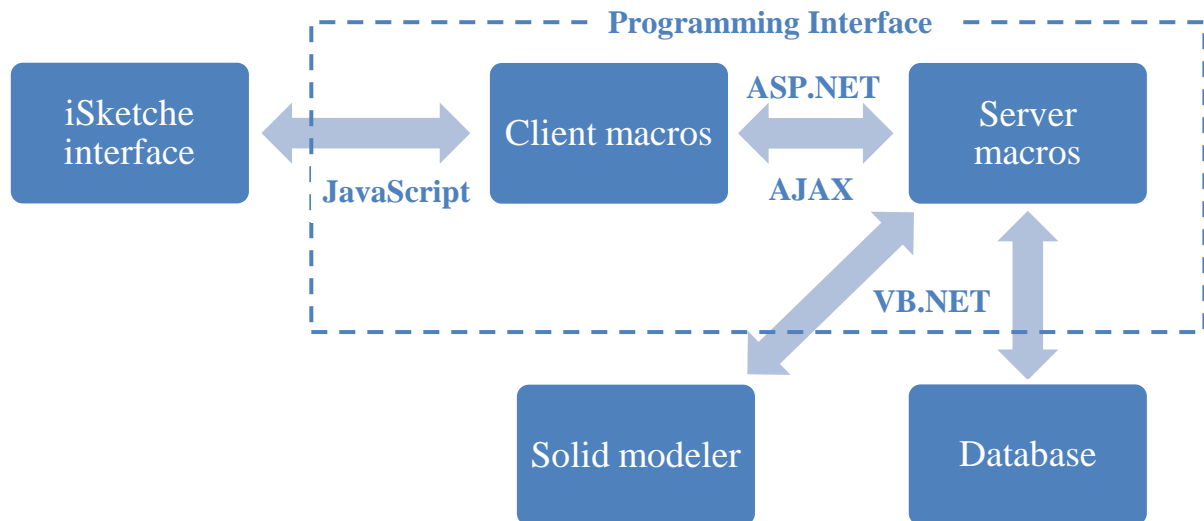 Programming Interface
iSketche
interface
JavaScript
Client macros
ASP.NET
AJAX
Server
macros
VB.NET
Solid modeler
Database